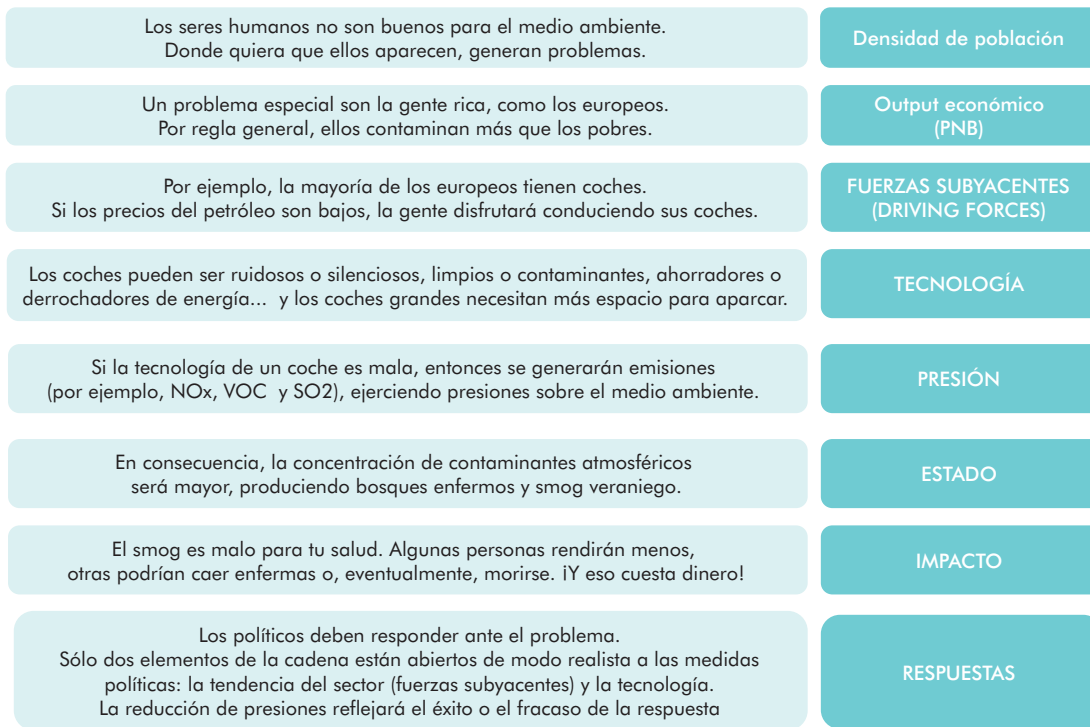 Los seres humanos no son buenos para el medio ambiente.
Donde quiera que ellos aparecen, generan problemas.
Densidad de población
Un problema especial son la gente rica, como los europeos.
Por regla general, ellos contaminan más que los pobres.
Output económico
(PNB)
Por ejemplo, la mayoría de los europeos tienen coches.
Si los precios del petróleo son bajos, la gente disfrutará conduciendo sus coches.
FUERZAS SUBYACENTES
(DRIVING FORCES)
Los coches pueden ser ruidosos o silenciosos, limpios o contaminantes, ahorradores o
derrochadores de energía... y los coches grandes necesitan más espacio para aparcar.
TECNOLOGÍA
Si la tecnología de un coche es mala, entonces se generarán emisiones
(por ejemplo, NOx, VOC y SO2), ejerciendo presiones sobre el medio ambiente.
PRESIÓN
En consecuencia, la concentración de contaminantes atmosféricos
será mayor, produciendo bosques enfermos y smog veraniego.
ESTADO
El smog es malo para tu salud. Algunas personas rendirán menos,
otras podrían caer enfermas o, eventualmente, morirse. ¡Y eso cuesta dinero!
IMPACTO
Los políticos deben responder ante el problema.
Sólo dos elementos de la cadena están abiertos de modo realista a las medidas
políticas: la tendencia del sector (fuerzas subyacentes) y la tecnología.
La reducción de presiones reflejará el éxito o el fracaso de la respuesta
RESPUESTAS